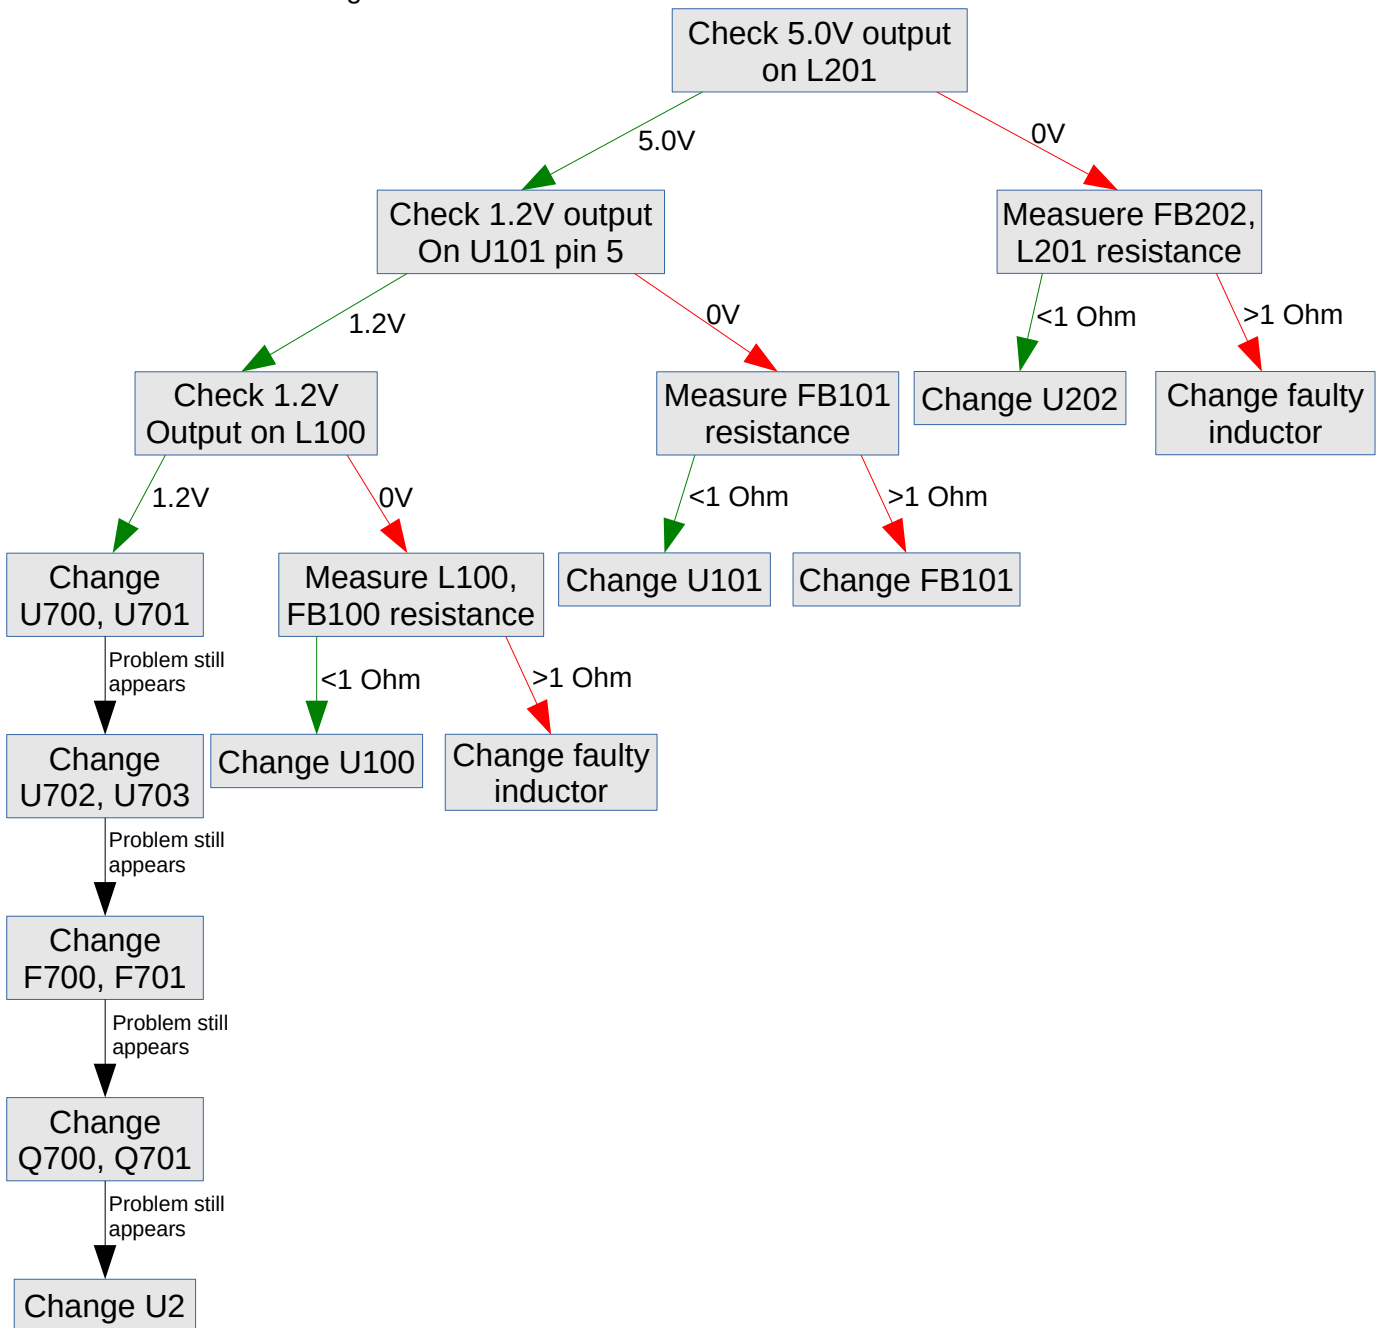 Check 5.0V output
on L201
5.0V
0V
Check 1.2V output
On U101 pin 5
Measuere FB202,
L201 resistance
1.2V
0V
<1 Ohm
>1 Ohm
Check 1.2V
Output on L100
Measure FB101
resistance
Change U202
Change faulty
inductor
1.2V
0V
<1 Ohm
>1 Ohm
Change
U700, U701
Measure L100,
FB100 resistance
Change U101
Change FB101
Problem still
appears
<1 Ohm
>1 Ohm
Change
U702, U703
Change U100
Change faulty
inductor
Problem still
appears
Change
F700, F701
Problem still
appears
Change
Q700, Q701
Problem still
appears
Change U2